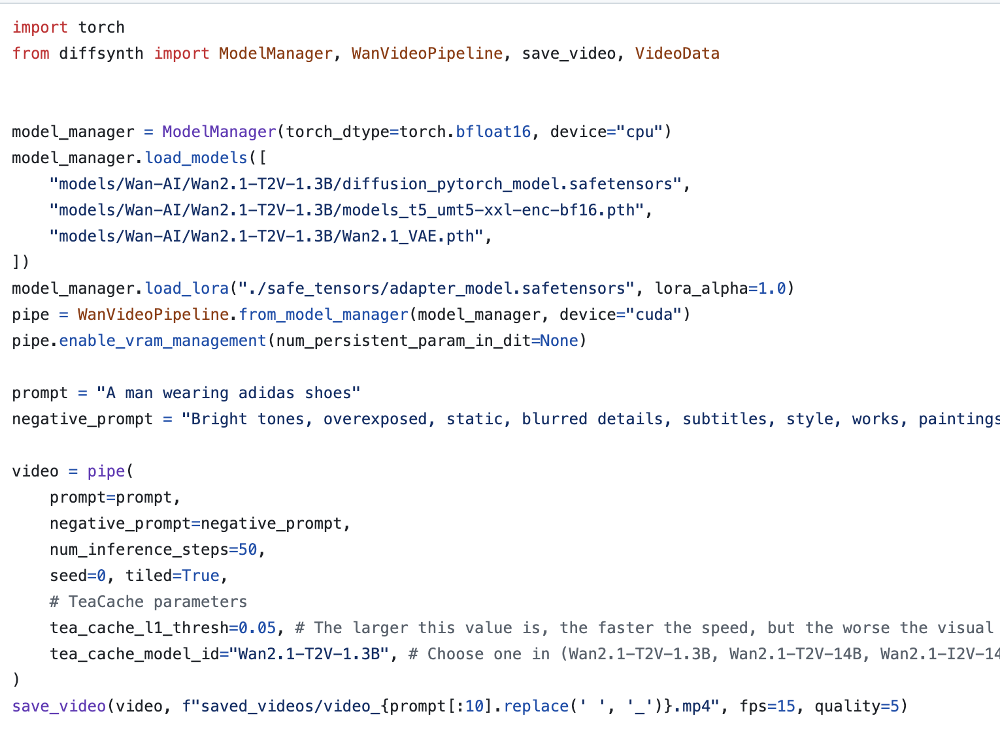 import torch
from diffsynth import ModelManager, WanVideoPipeline, save_video, VideoData
model_manager = ModelManager(torch_dtype=torch.bfloat16, device="cpu")
model_manager.load_models([
    "models/Wan-AI/Wan2.1-T2V-1.3B/diffusion_pytorch_model.safetensors",
    "models/Wan-AI/Wan2.1-T2V-1.3B/models_t5_umt5-xxl-enc-bf16.pth",
    "models/Wan-AI/Wan2.1-T2V-1.3B/Wan2.1_VAE.pth",
])
model_manager.load_lora("./safe_tensors/adapter_model.safetensors", lora_alpha=1.0)
pipe = WanVideoPipeline.from_model_manager(model_manager, device="cuda")
pipe.enable_vram_management(num_persistent_param_in_dit=None)
prompt = "A man wearing adidas shoes"
negative_prompt = "Bright tones, overexposed, static, blurred details, subtitles, style, works, paintings
video = pipe(
    prompt=prompt,
    negative_prompt=negative_prompt,
    num_inference_steps=50,
    seed=0, tiled=True,
    # TeaCache parameters
    tea_cache_l1_thresh=0.05, # The larger this value is, the faster the speed, but the worse the visual
    tea_cache_model_id="Wan2.1-T2V-1.3B", # Choose one in (Wan2.1-T2V-1.3B, Wan2.1-T2V-14B, Wan2.1-I2V-14
)
save_video(video, f"saved_videos/video_{prompt[:10].replace(' ', '_')}.mp4", fps=15, quality=5)